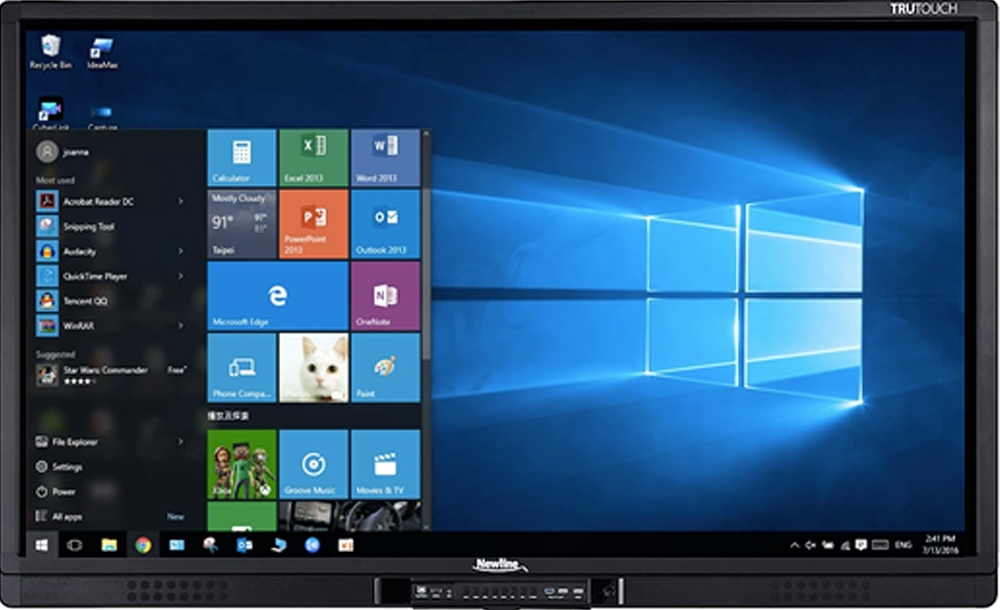 TRUTOUCH
Recycle Bin
IdeaMax
CyberLink
Capture
joanna
Most used
Acrobat Reader DC
Snipping Tool
Audacity
QuickTime Player
Tencent QQ
WinRAR
Suggested
Star Wars: Commander
Free*
File Explorer
Settings
Power
All apps
New
Calculator
Excel 2013
Word 2013
Mostly Cloudy
91°
Taipei
PowerPoint
2013
Outlook 2013
Microsoft Edge
OneNote
Phone Compa...
Photos
Paint
播放及探索
Xbox
Groove Music
Movies & TV
ENG
2:41 PM
7/13/2016
Newline